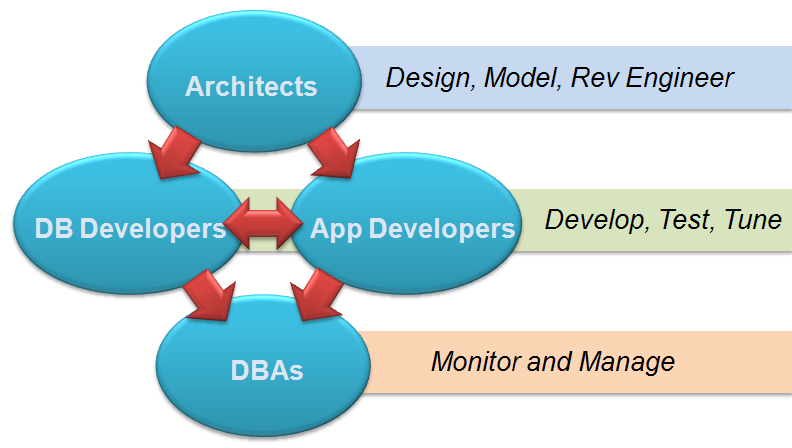 Architects
Design, Model, Rev Engineer
DB Developers
App Developers
Develop, Test, Tune
DBAs
Monitor and Manage